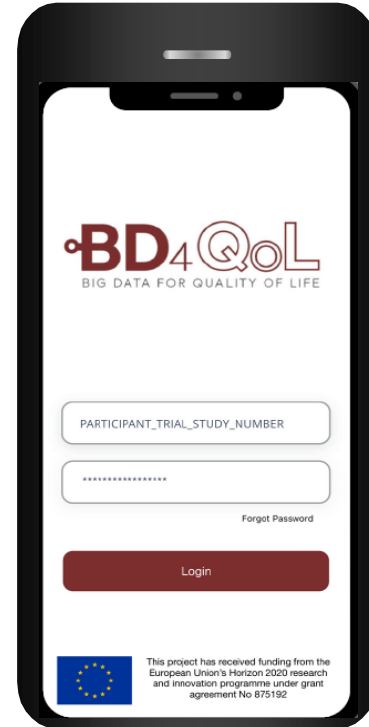 BD4QoL
BIG DATA FOR QUALITY OF LIFE
PARTICIPANT_TRIAL_STUDY_NUMBER
*****************
Forgot Password
Login
This project has received funding from the
European Union's Horizon 2020 research
and innovation programme under grant
agreement No 875192